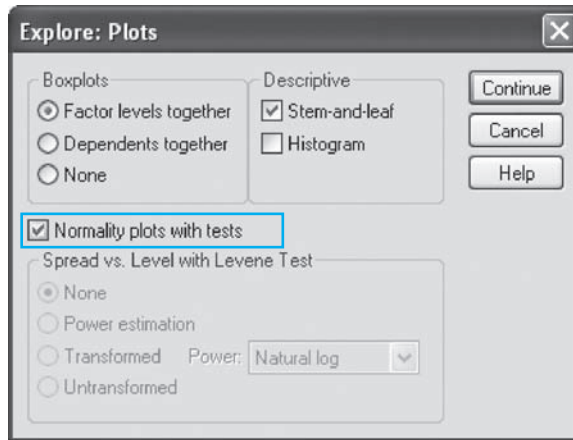 Explore: Plots
Boxplots
Factor levels together
Dependents together
None
Descriptive
Stem-and-leaf
Histogram
Continue
Cancel
Help
Normality plots with tests
Spread vs. Level with Levene Test
None
Power estimation
Transformed Power: Natural log
Untransformed